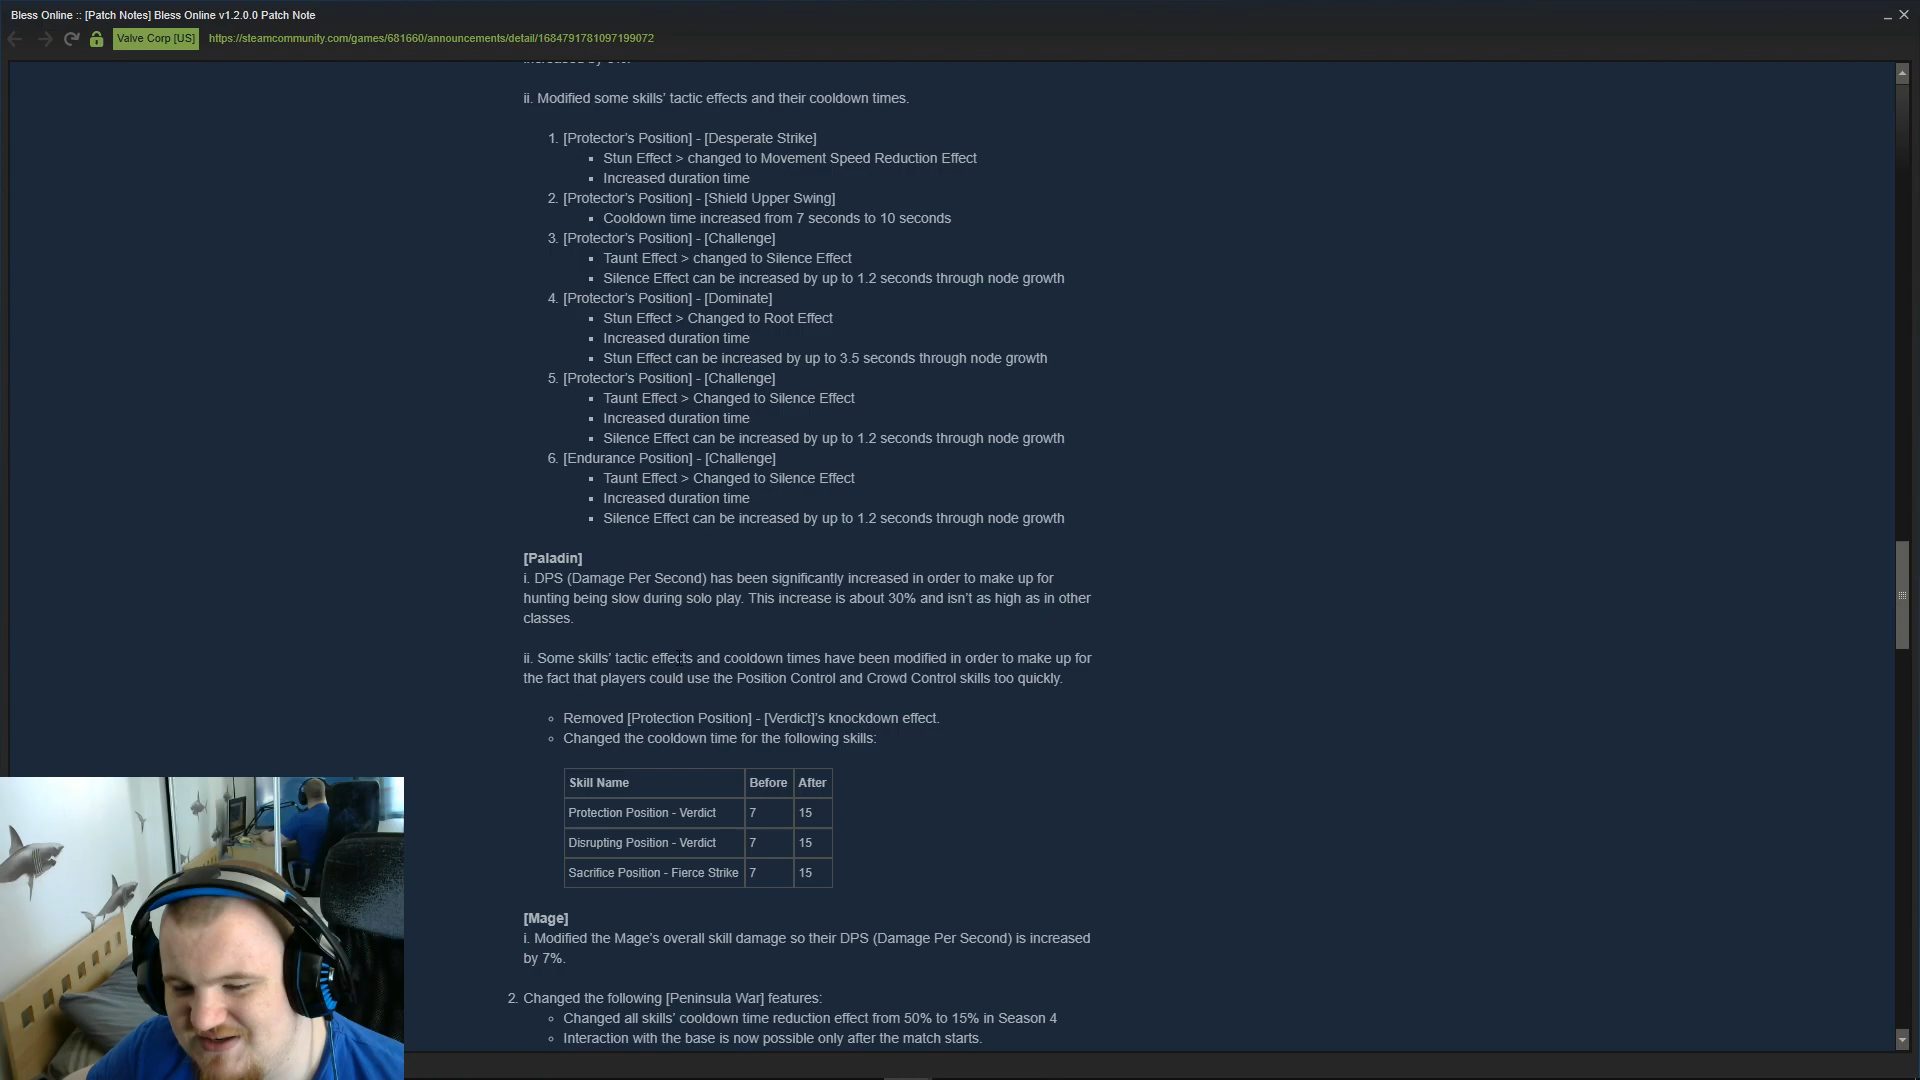 Bless Online :: [Patch Notes] Bless Online v1.2.0.0 Patch Note
Valve Corp [US]
https://steamcommunity.com/games/681660/announcements/detail/1684791781097199072
ii. Modified some skills’ tactic effects and their cooldown times.
1. [Protector’s Position] - [Desperate Strike]
▪ Stun Effect > changed to Movement Speed Reduction Effect
▪ Increased duration time
2. [Protector’s Position] - [Shield Upper Swing]
▪ Cooldown time increased from 7 seconds to 10 seconds
3. [Protector’s Position] - [Challenge]
▪ Taunt Effect > changed to Silence Effect
▪ Silence Effect can be increased by up to 1.2 seconds through node growth
4. [Protector’s Position] - [Dominate]
▪ Stun Effect > Changed to Root Effect
▪ Increased duration time
▪ Stun Effect can be increased by up to 3.5 seconds through node growth
5. [Protector’s Position] - [Challenge]
▪ Taunt Effect > Changed to Silence Effect
▪ Increased duration time
▪ Silence Effect can be increased by up to 1.2 seconds through node growth
6. [Endurance Position] - [Challenge]
▪ Taunt Effect > Changed to Silence Effect
▪ Increased duration time
▪ Silence Effect can be increased by up to 1.2 seconds through node growth
[Paladin]
i. DPS (Damage Per Second) has been significantly increased in order to make up for
hunting being slow during solo play. This increase is about 30% and isn’t as high as in other
classes.
ii. Some skills’ tactic effects and cooldown times have been modified in order to make up for
the fact that players could use the Position Control and Crowd Control skills too quickly.
◦ Removed [Protection Position] - [Verdict]’s knockdown effect.
◦ Changed the cooldown time for the following skills:
Skill Name Before After
Protection Position - Verdict 7 15
Disrupting Position - Verdict 7 15
Sacrifice Position - Fierce Strike 7 15
[Mage]
i. Modified the Mage’s overall skill damage so their DPS (Damage Per Second) is increased
by 7%.
2. Changed the following [Peninsula War] features:
◦ Changed all skills’ cooldown time reduction effect from 50% to 15% in Season 4
◦ Interaction with the base is now possible only after the match starts.